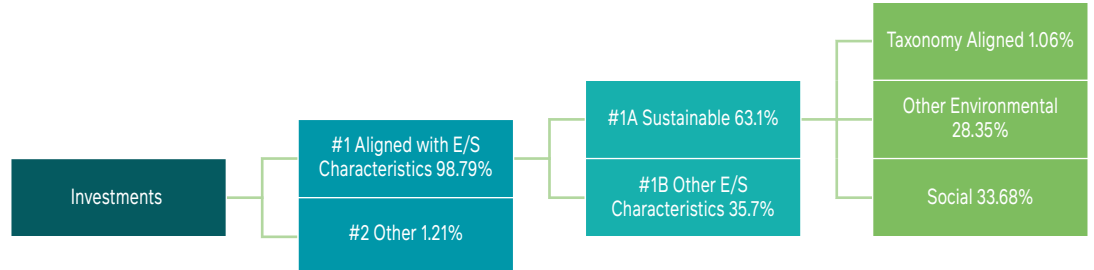 Investments
#1 Aligned with E/S
Characteristics 98.79%
#2 Other 1.21%
#1A Sustainable 63.1%
#1B Other E/S
Characteristics 35.7%
Taxonomy Aligned 1.06%
Other Environmental
28.35%
Social 33.68%